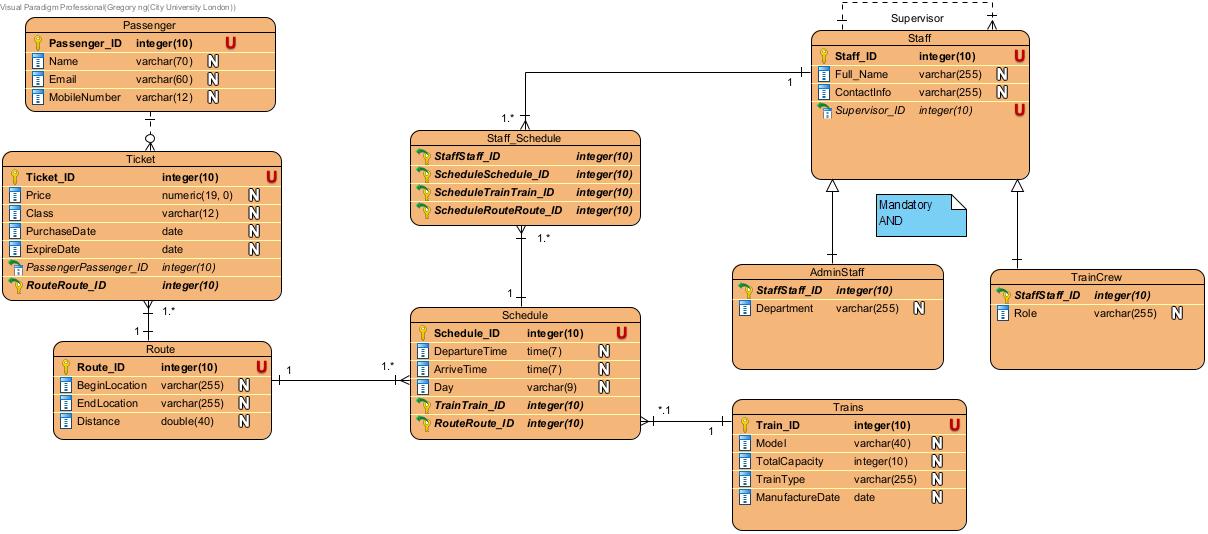 Visual Paradigm Professional(Gregory ng(City University London))
Passenger
Passenger_ID integer(10) U
Name varchar(70) N
Email varchar(60) N
MobileNumber varchar(12) N
Ticket
Ticket_ID integer(10) U
Price numeric(19, 0) N
Class varchar(12) N
PurchaseDate date N
ExpireDate date N
PassengerPassenger_ID integer(10)
RouteRoute_ID integer(10)
1.*
1
Route
Route_ID integer(10) U
BeginLocation varchar(255) N
EndLocation varchar(255) N
Distance double(40) N
1
1.*
1
1.*
Staff_Schedule
StaffStaff_ID integer(10)
ScheduleSchedule_ID integer(10)
ScheduleTrainTrain_ID integer(10)
ScheduleRouteRoute_ID integer(10)
1.*
1
Schedule
Schedule_ID integer(10) U
DepartureTime time(7) N
ArriveTime time(7) N
Day varchar(9) N
TrainTrain_ID integer(10)
RouteRoute_ID integer(10)
*.1
1
Supervisor
Staff
Staff_ID integer(10) U
Full_Name varchar(255) N
ContactInfo varchar(255) N
Supervisor_ID integer(10) U
Mandatory
AND
AdminStaff
StaffStaff_ID integer(10)
Department varchar(255) N
TrainCrew
StaffStaff_ID integer(10)
Role varchar(255) N
Trains
Train_ID integer(10) U
Model varchar(40) N
TotalCapacity integer(10) N
TrainType varchar(255) N
ManufactureDate date N